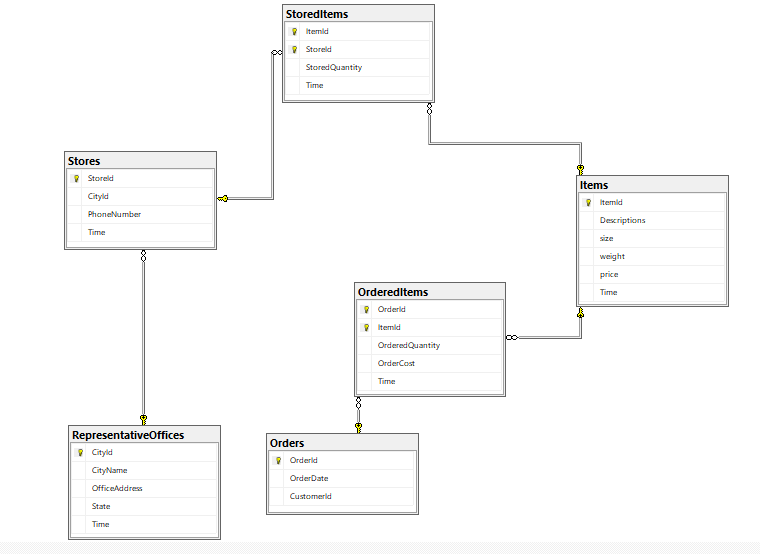 StoredItems
ItemId
StoreId
StoredQuantity
Time
Stores
StoreId
CityId
PhoneNumber
Time
Items
ItemId
Descriptions
size
weight
price
Time
OrderedItems
OrderId
ItemId
OrderedQuantity
OrderCost
Time
RepresentativeOffices
CityId
CityName
OfficeAddress
State
Time
Orders
OrderId
OrderDate
CustomerId